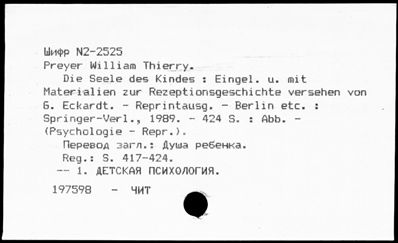 Шифр N2-2525
Preyer William Thierry.
Die Seele des Kindes : Eingel. u. mit
Materialien zur Rezeptionsgeschichte versehen von
G. Eckardt. - Reprintausg. - Berlin etc. :
Springer-Verl., 1989. - 424 S. : Abb. -
(Psychologie - Repr.).
Перевод загл.: Душа ребенка.
Reg.: S. 417-424.
-- 1. ДЕТСКАЯ ПСИХОЛОГИЯ.
197598 - ЧИТ